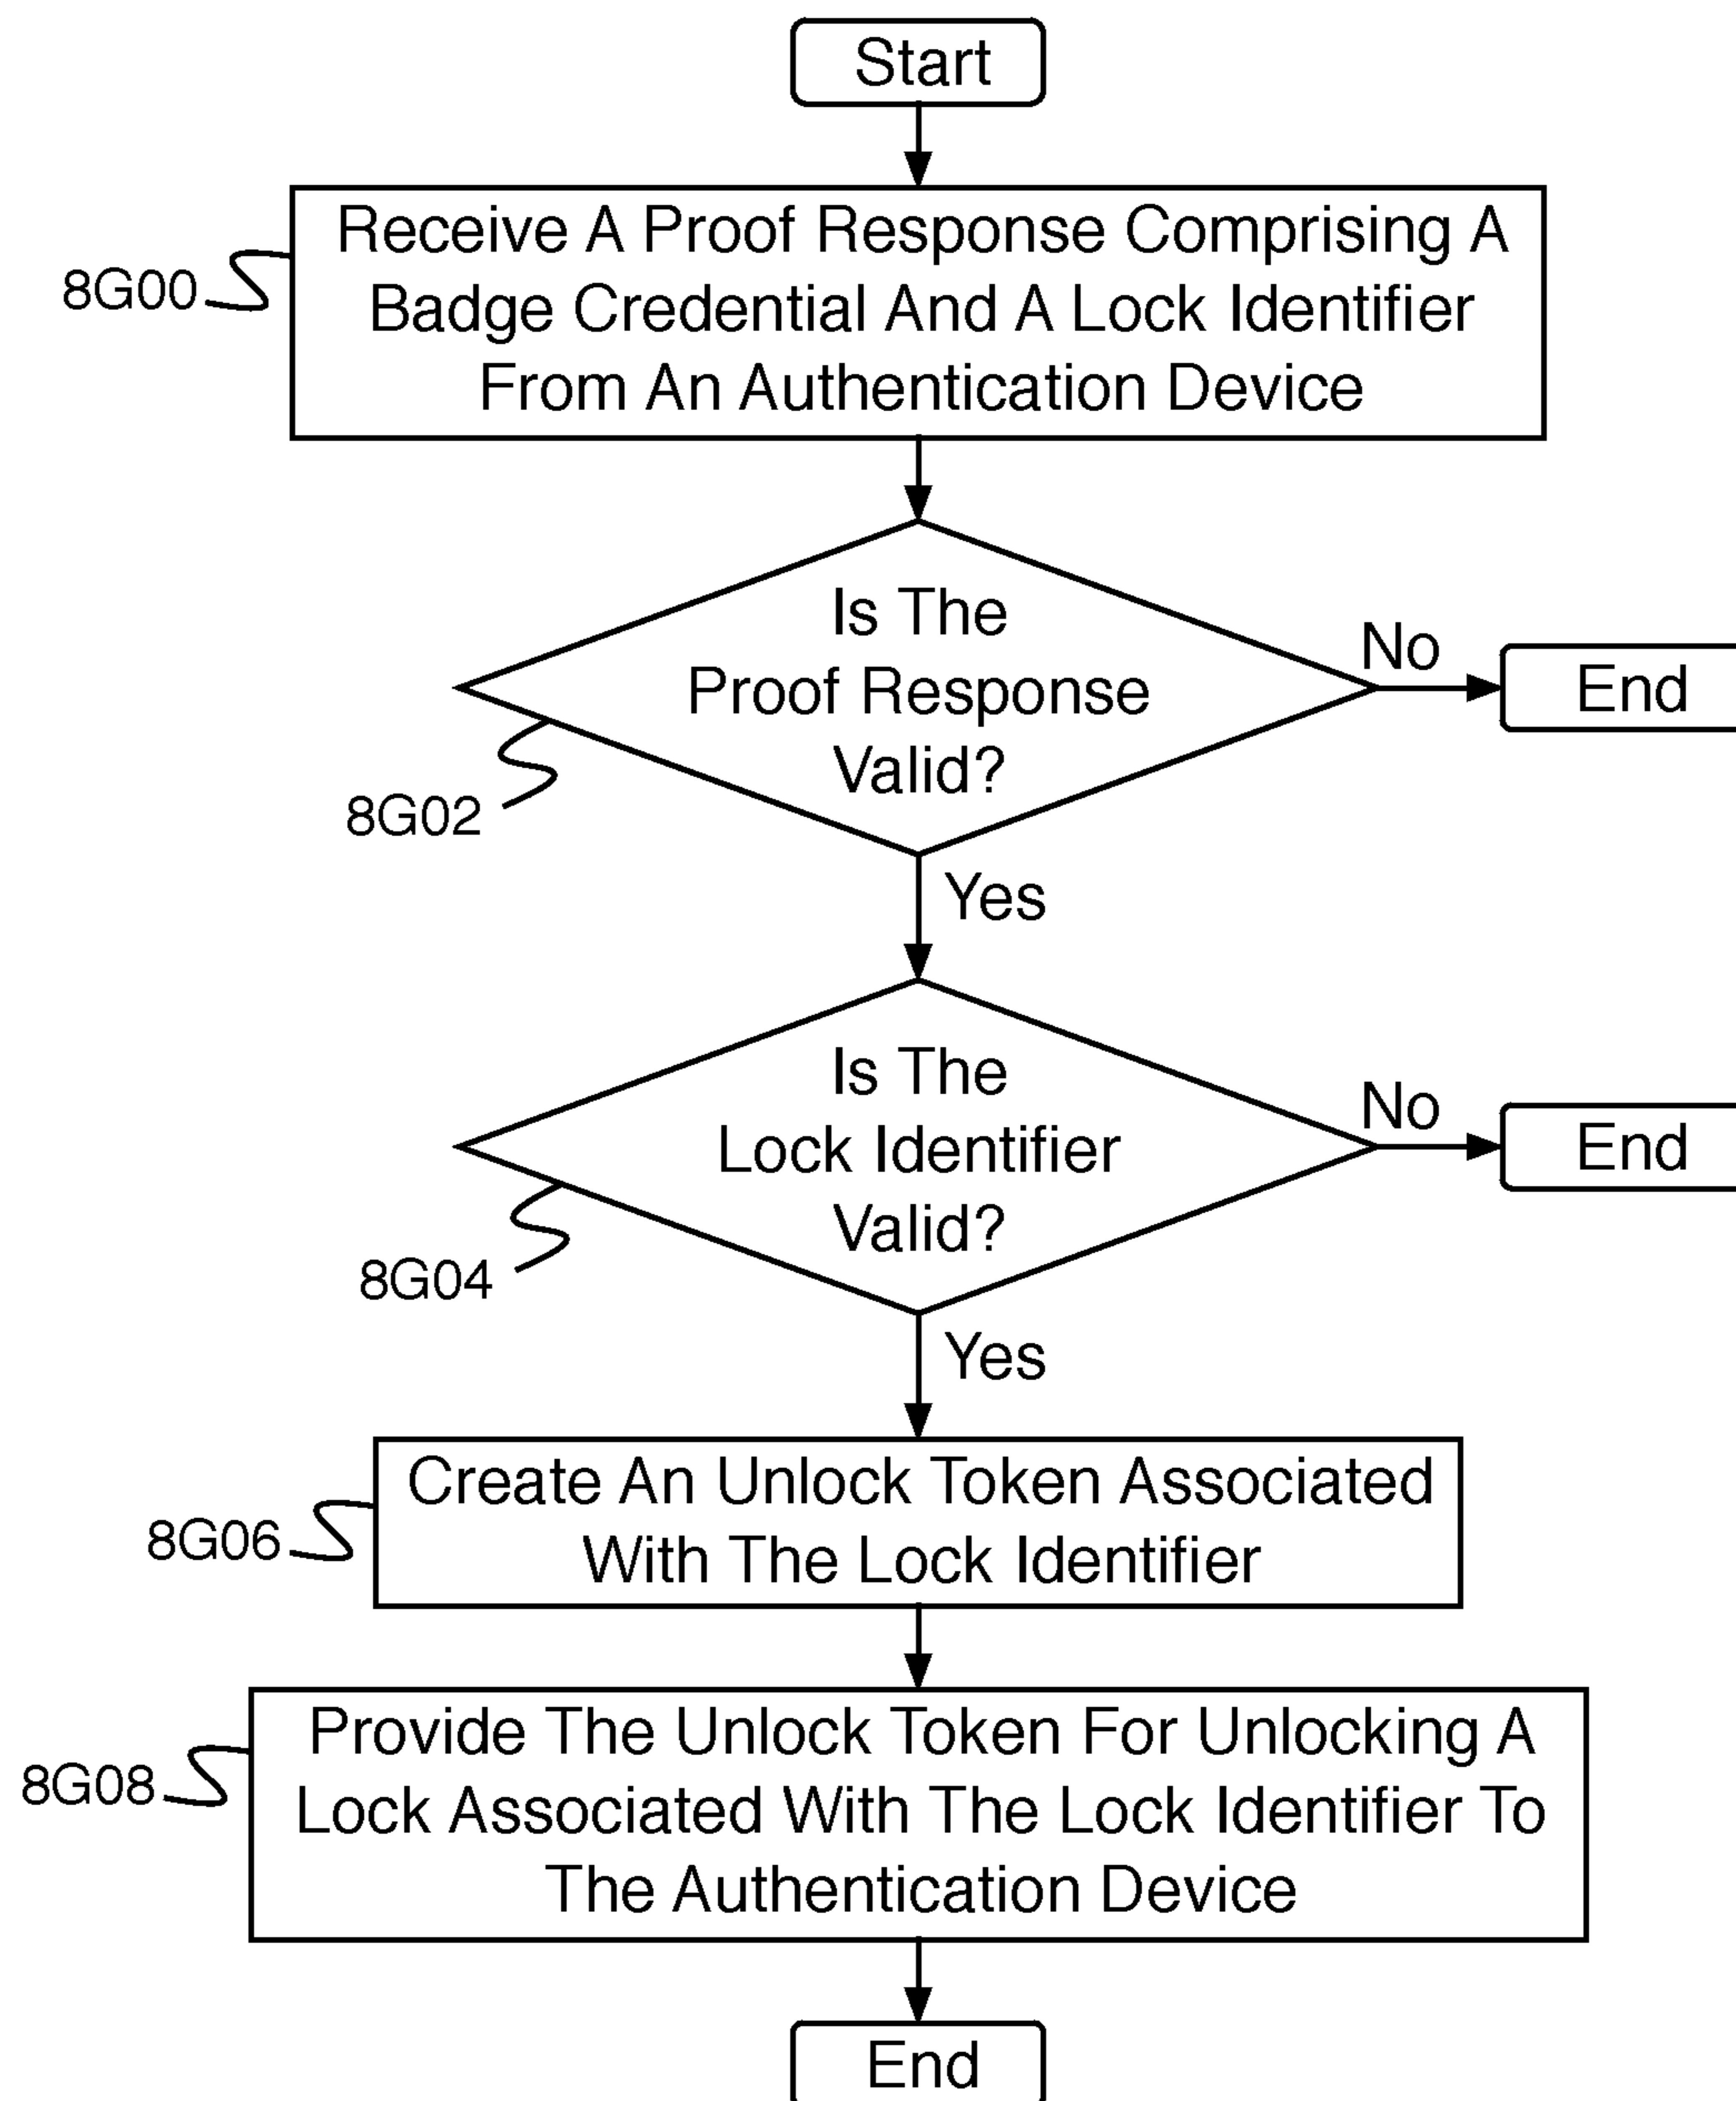 Start
Receive A Proof Response Comprising A
Badge Credential And A Lock Identifier
From An Authentication Device
8G00
Is The
Proof Response
Valid?
No
End
8G02
Yes
Is The
Lock Identifier
Valid?
No
End
8G04
Yes
Create An Unlock Token Associated
With The Lock Identifier
8G06
Provide The Unlock Token For Unlocking A
Lock Associated With The Lock Identifier To
The Authentication Device
8G08
End